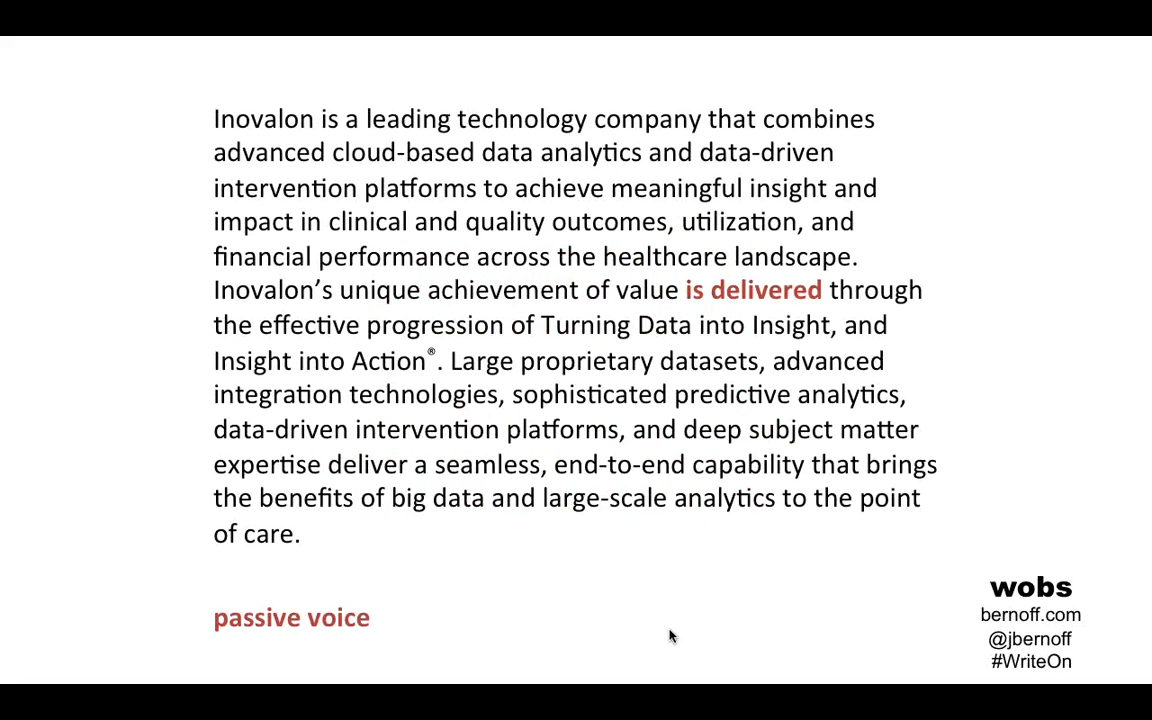 Inovalon is a leading technology company that combines
advanced cloud-based data analytics and data-driven
intervention platforms to achieve meaningful insight and
impact in clinical and quality outcomes, utilization, and
financial performance across the healthcare landscape.
Inovalon’s unique achievement of value is delivered through
the effective progression of Turning Data into Insight, and
Insight into Action®. Large proprietary datasets, advanced
integration technologies, sophisticated predictive analytics,
data-driven intervention platforms, and deep subject matter
expertise deliver a seamless, end-to-end capability that brings
the benefits of big data and large-scale analytics to the point
of care.
passive voice
wobs
bernoff.com
@jbernoff
#WriteOn